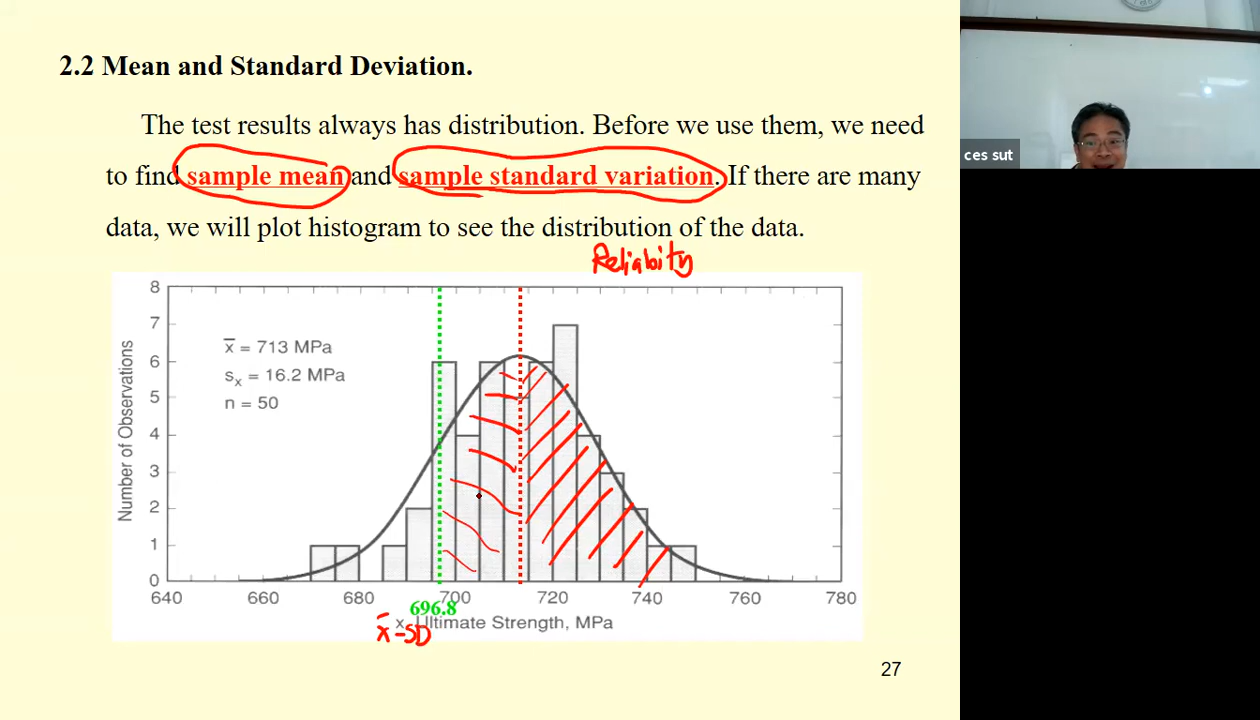 2.2 Mean and Standard Deviation.
The test results always has distribution. Before we use them, we need
to find sample mean and sample standard variation. If there are many
data, we will plot histogram to see the distribution of the data.
Reliabity
ces sut
Number of Observations
8
7
6
5
4
3
2
1
0
x̄ = 713 MPa
sx = 16.2 MPa
n = 50
640 660 680 700 720 740 760 780
696.8
x, Ultimate Strength, MPa
x̄-SD
27